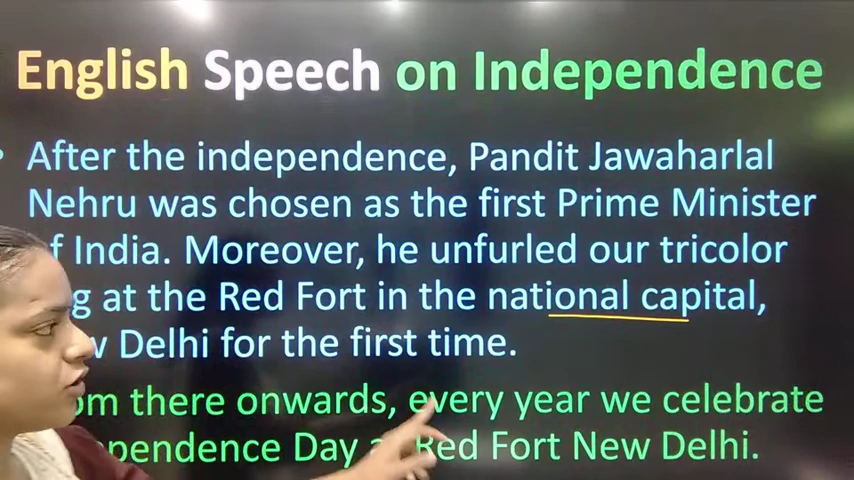 English Speech on Independence
After the independence, Pandit Jawaharlal
Nehru was chosen as the first Prime Minister
f India. Moreover, he unfurled our tricolor
g at the Red Fort in the national capital,
w Delhi for the first time.
om there onwards, every year we celebrate
pendence Day a Red Fort New Delhi.